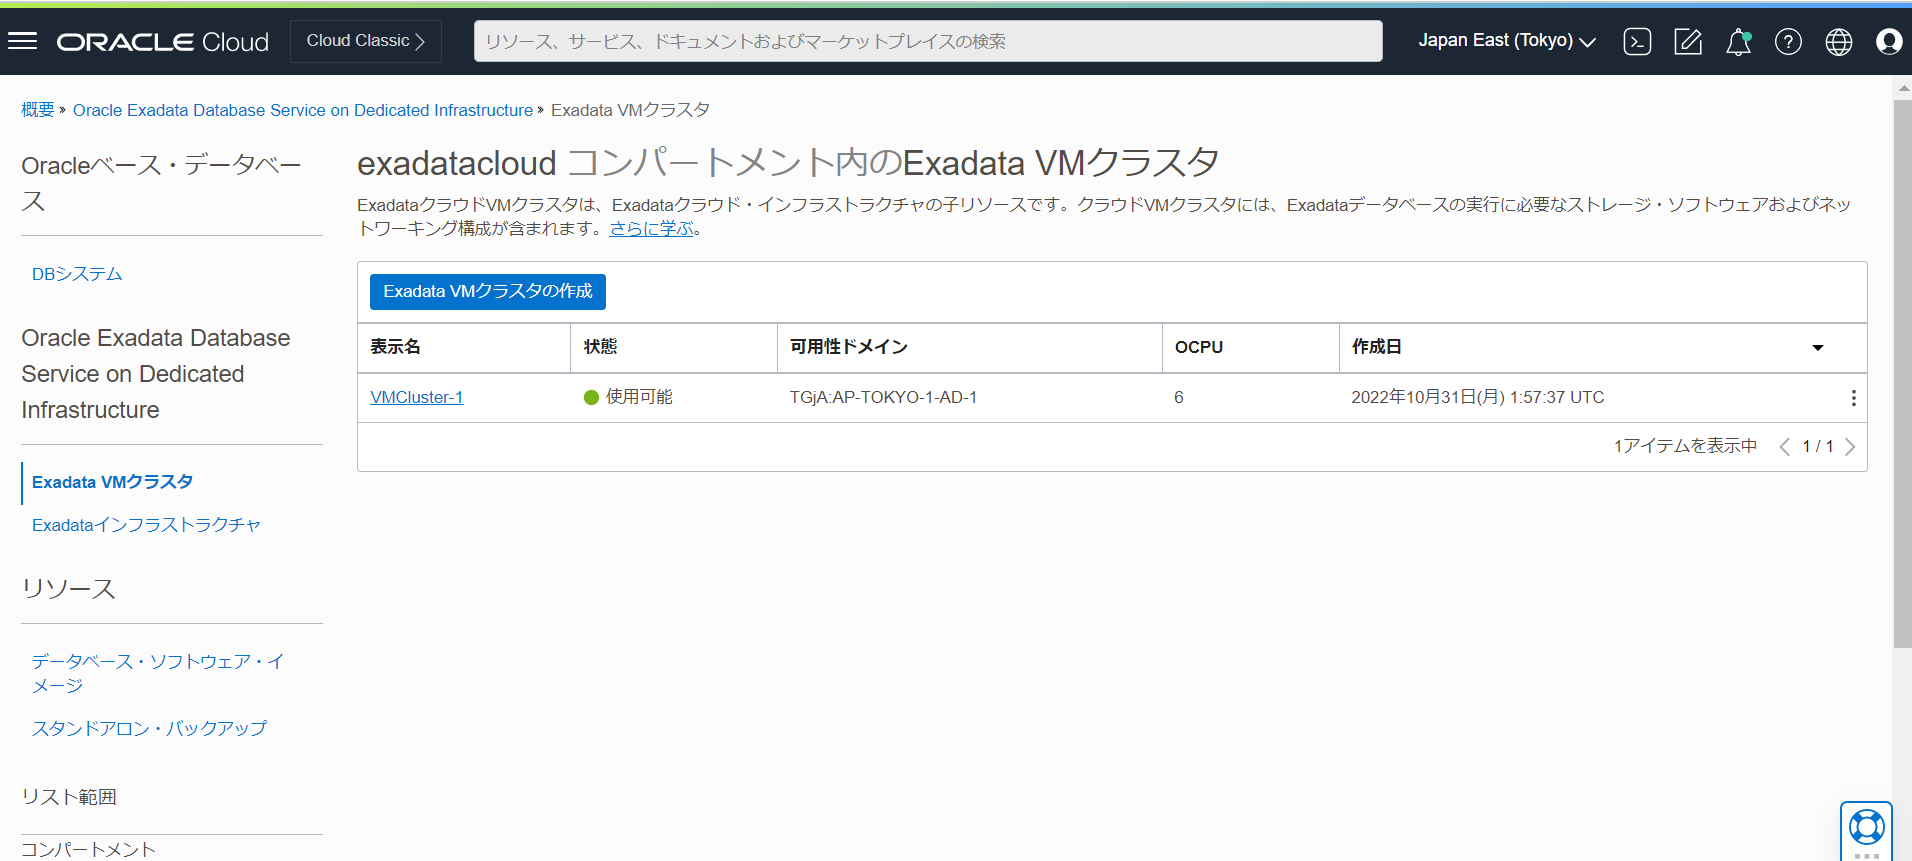 ORACLE Cloud
Cloud Classic
リソース、サービス、ドキュメントおよびマーケットプレイスの検索
Japan East (Tokyo)
概要 » Oracle Exadata Database Service on Dedicated Infrastructure » Exadata VMクラスタ
Oracleベース・データベー
ス
DBシステム
Oracle Exadata Database
Service on Dedicated
Infrastructure
Exadata VMクラスタ
Exadataインフラストラクチャ
リソース
データベース・ソフトウェア・イ
メージ
スタンドアロン・バックアップ
リスト範囲
コンパートメント
exadatacloud コンパートメント内のExadata VMクラスタ
ExadataクラウドVMクラスタは、Exadataクラウド・インフラストラクチャの子リソースです。クラウドVMクラスタには、Exadataデータベースの実行に必要なストレージ・ソフトウェアおよびネッ
トワーキング構成が含まれます。さらに学ぶ。
Exadata VMクラスタの作成
表示名 状態 可用性ドメイン OCPU 作成日
VMCluster-1 使用可能 TGjA:AP-TOKYO-1-AD-1 6 2022年10月31日(月) 1:57:37 UTC
1アイテムを表示中 1 / 1